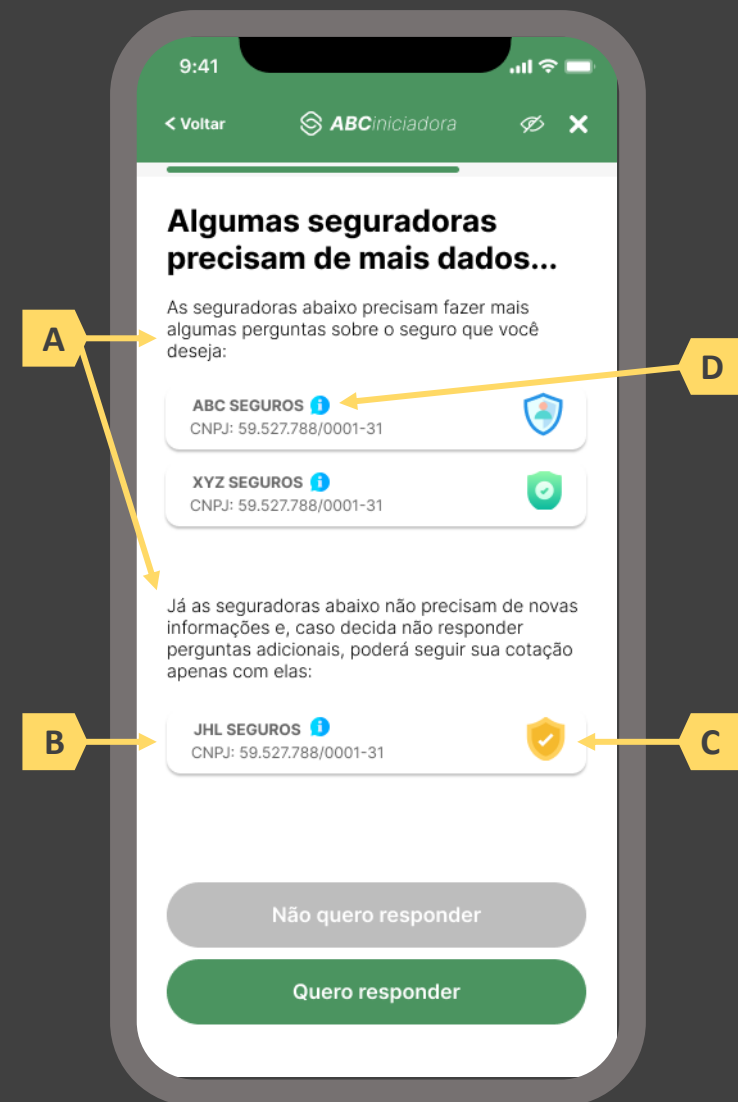 9:41
< Voltar
ABCiniciadora
Algumas seguradoras
precisam de mais dados...
As seguradoras abaixo precisam fazer mais
algumas perguntas sobre o seguro que você
deseja:
A
D
ABC SEGUROS i
CNPJ: 59.527.788/0001-31
XYZ SEGUROS i
CNPJ: 59.527.788/0001-31
Já as seguradoras abaixo não precisam de novas
informações e, caso decida não responder
perguntas adicionais, poderá seguir sua cotação
apenas com elas:
B
JHL SEGUROS i
CNPJ: 59.527.788/0001-31
C
Não quero responder
Quero responder